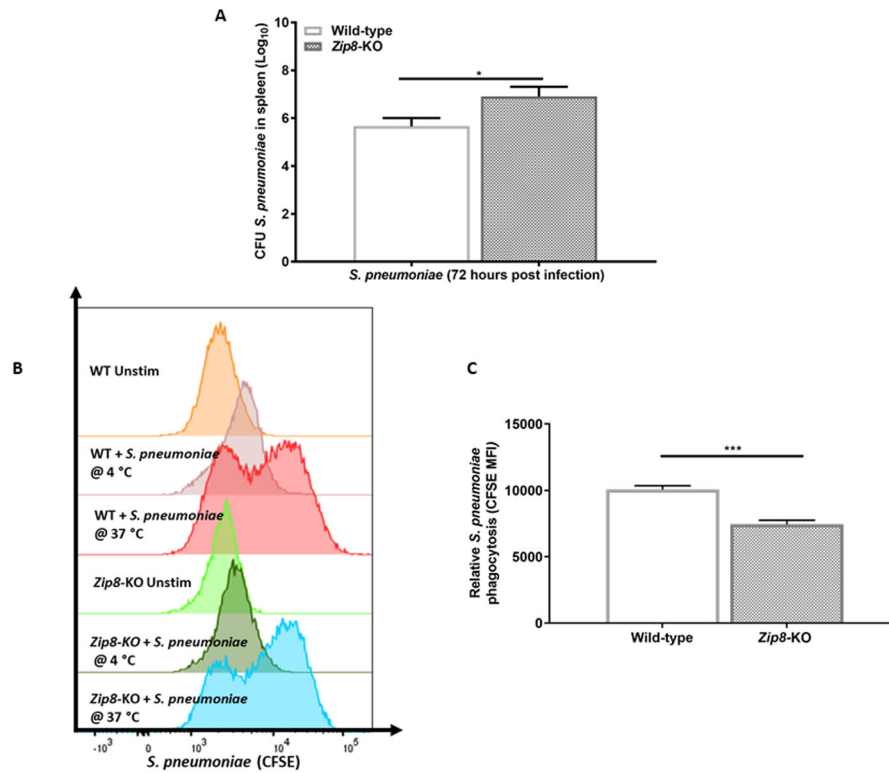 A
CFU S. pneumoniae in spleen (Log10)
10
8
6
4
2
0
Wild-type
Zip8-KO
*
S. pneumoniae (72 hours post infection)
B
WT Unstim
WT + S. pneumoniae
@ 4 °C
WT + S. pneumoniae
@ 37 °C
Zip8-KO Unstim
Zip8-KO + S. pneumoniae
@ 4 °C
Zip8-KO + S. pneumoniae
@ 37 °C
-10³ 0 10³ 10⁴ 10⁵
S. pneumoniae (CFSE)
C
Relative S. pneumoniae
phagocytosis (CFSE MFI)
15000
10000
5000
0
***
Wild-type Zip8-KO